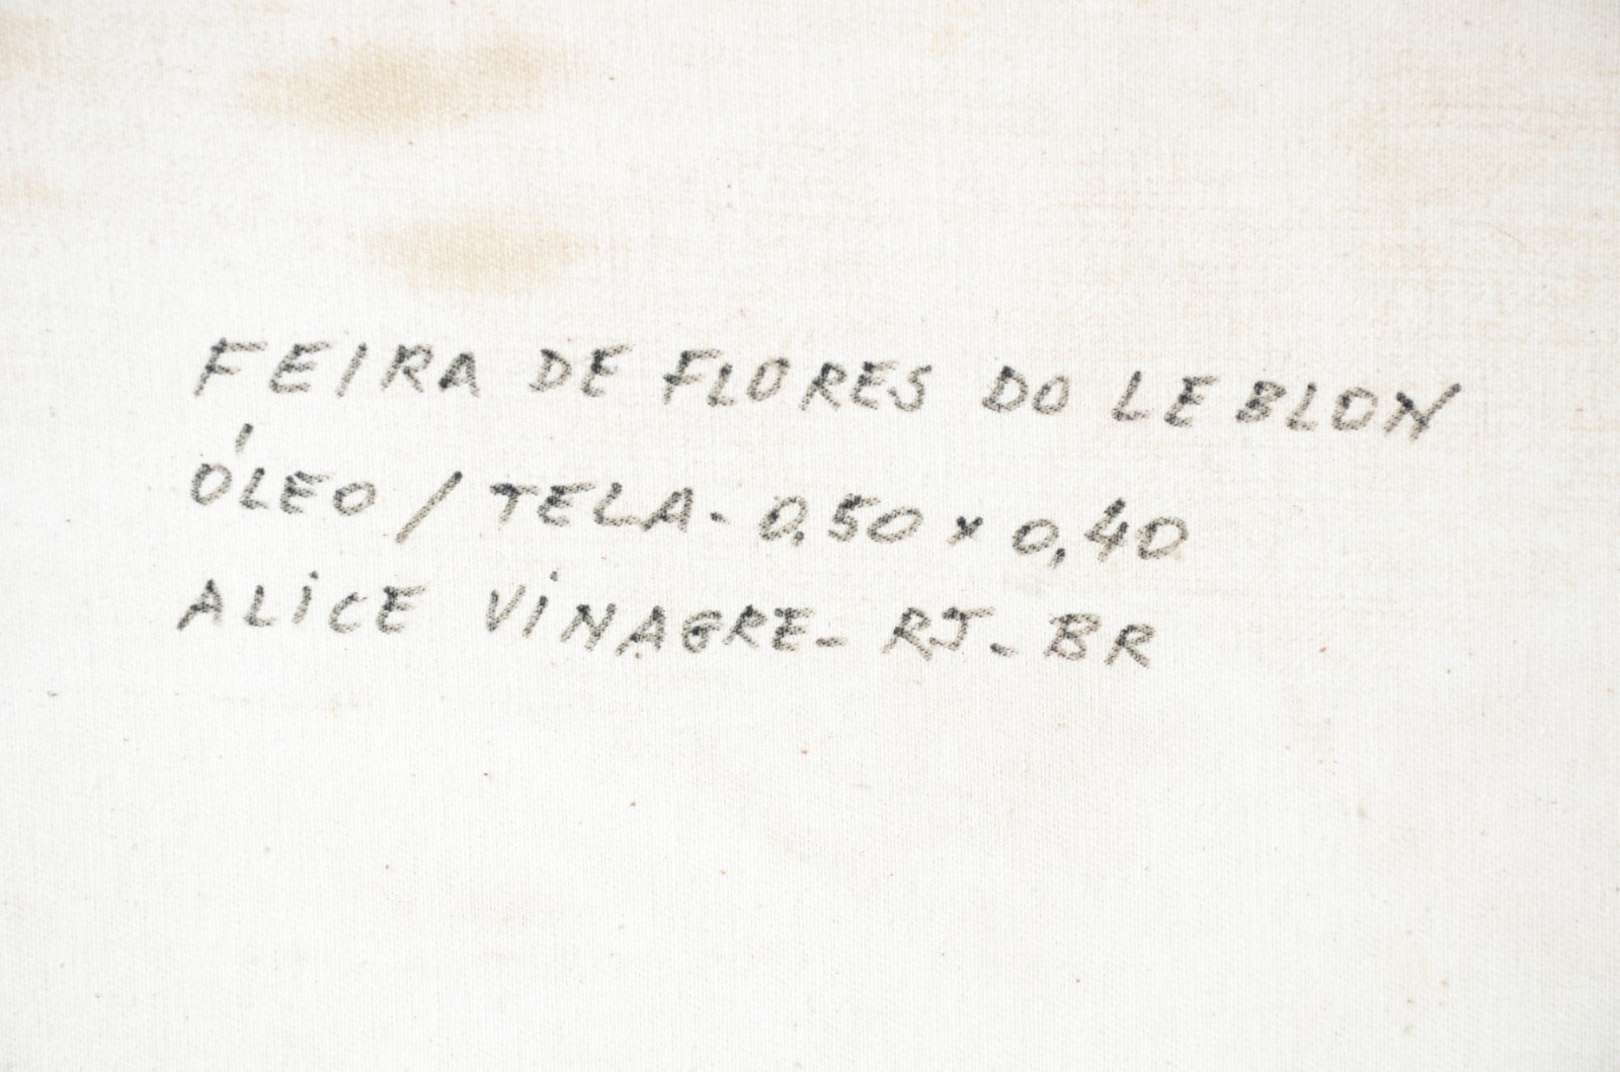 FEIRA DE FLORES DO LEBLON
ÓLEO / TELA - 0,50 x 0,40
ALICE VINAGRE - RJ - BR